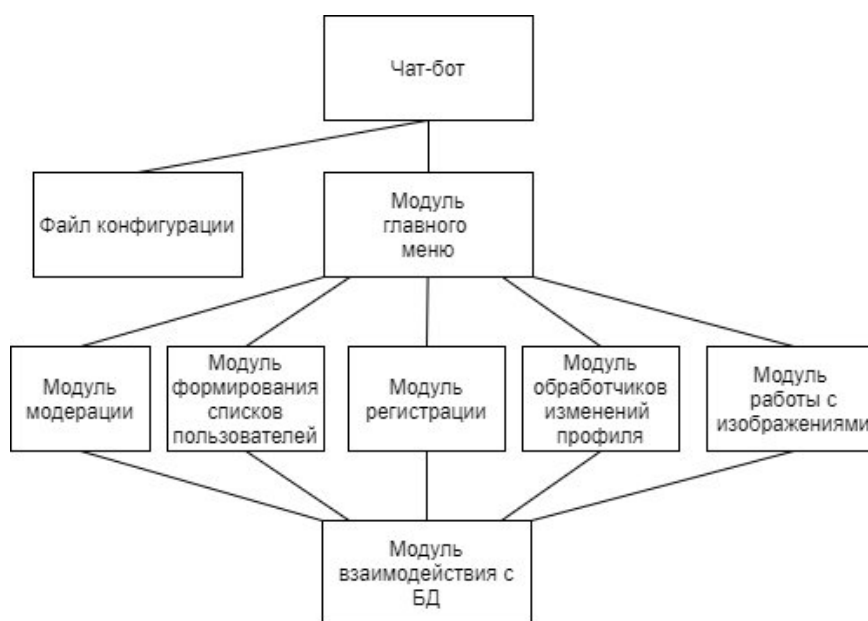 Чат-бот
Файл конфигурации
Модуль
главного
меню
Модуль
модерации
Модуль
формирования
списков
пользователей
Модуль
регистрации
Модуль
обработчиков
изменений
профиля
Модуль
работы с
изображениями
Модуль
взаимодействия с
БД